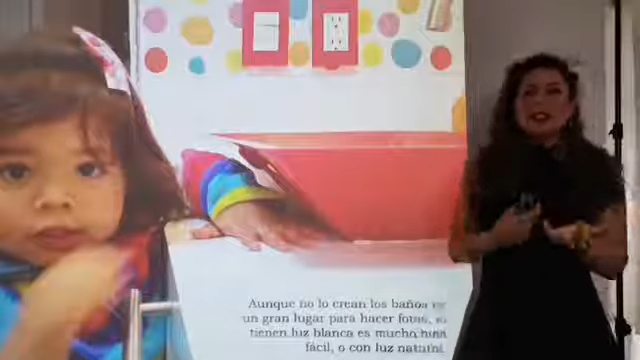 Aunque no lo crean los baños
un gran lugar para hacer fotos,
tienen luz blanca es mucho
fácil, o con luz natural.